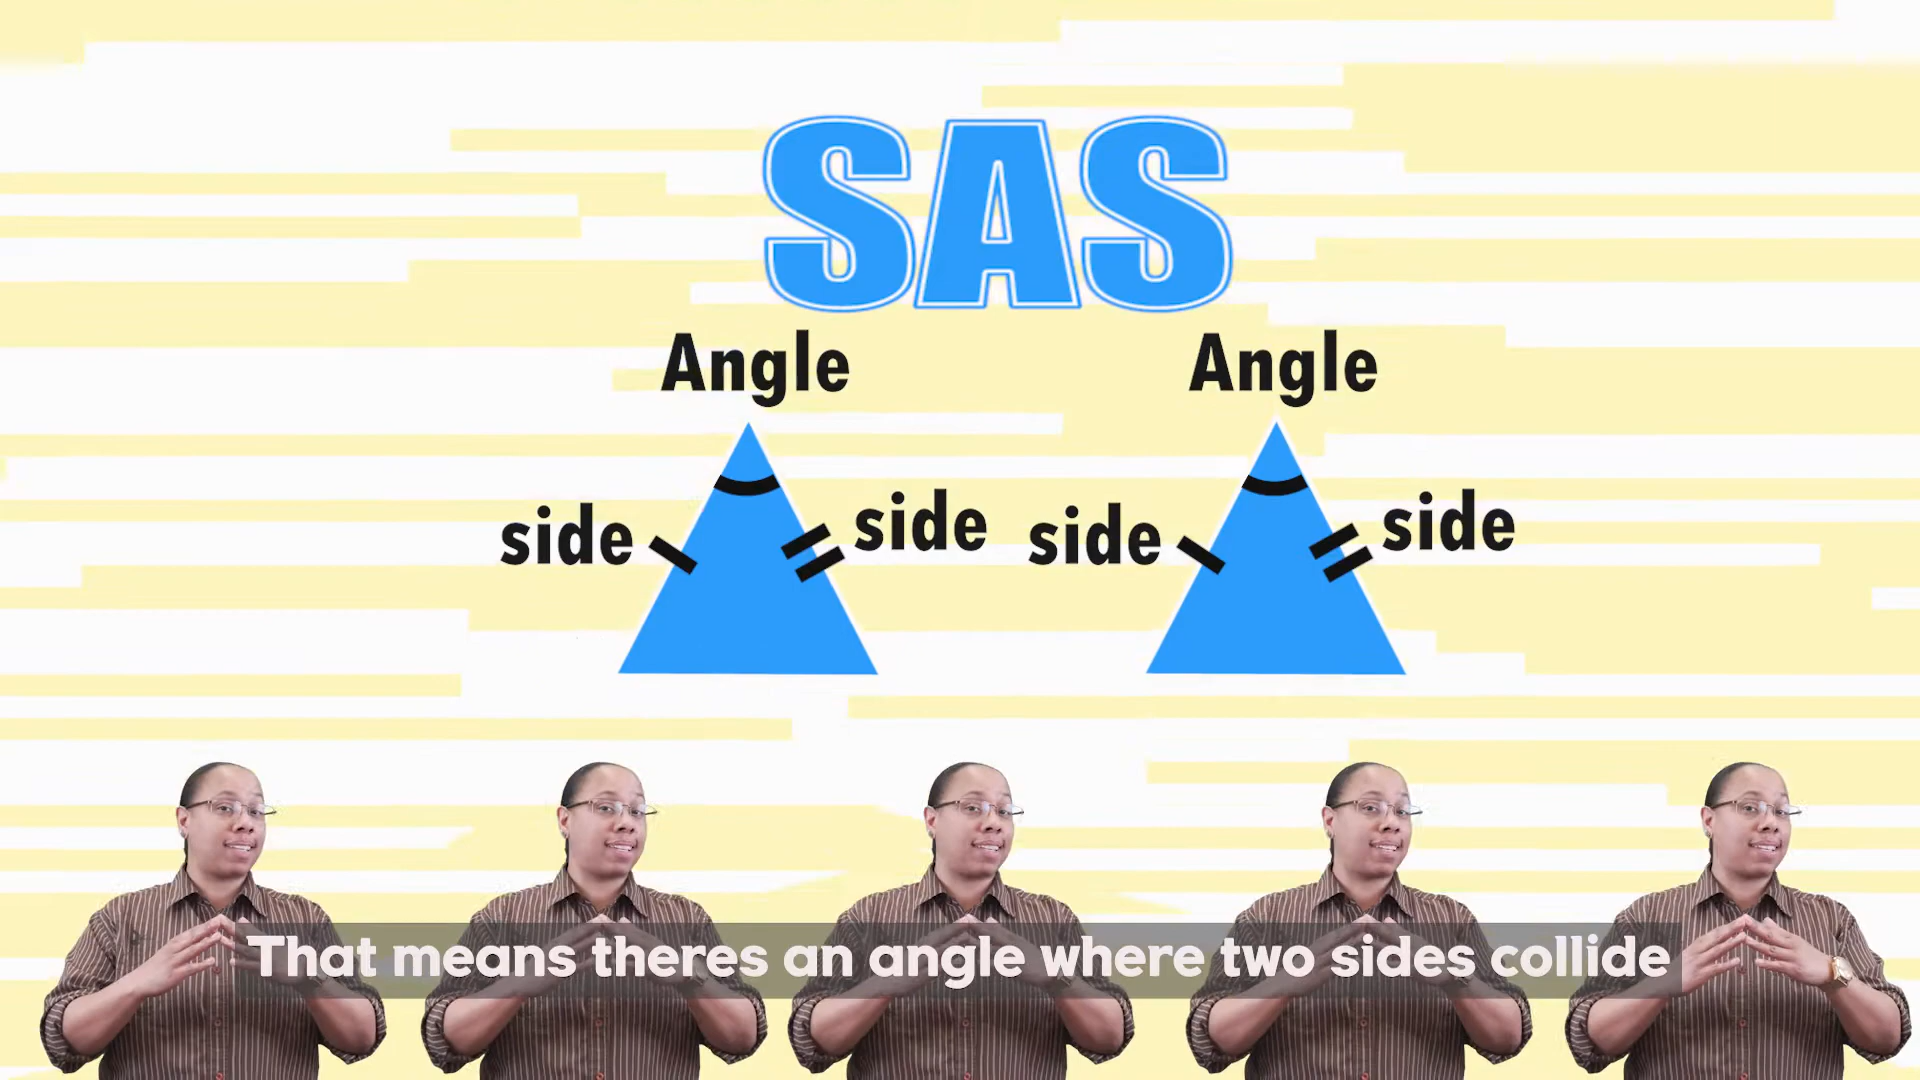 SAS
Angle Angle
side side side side
That means theres an angle where two sides collide